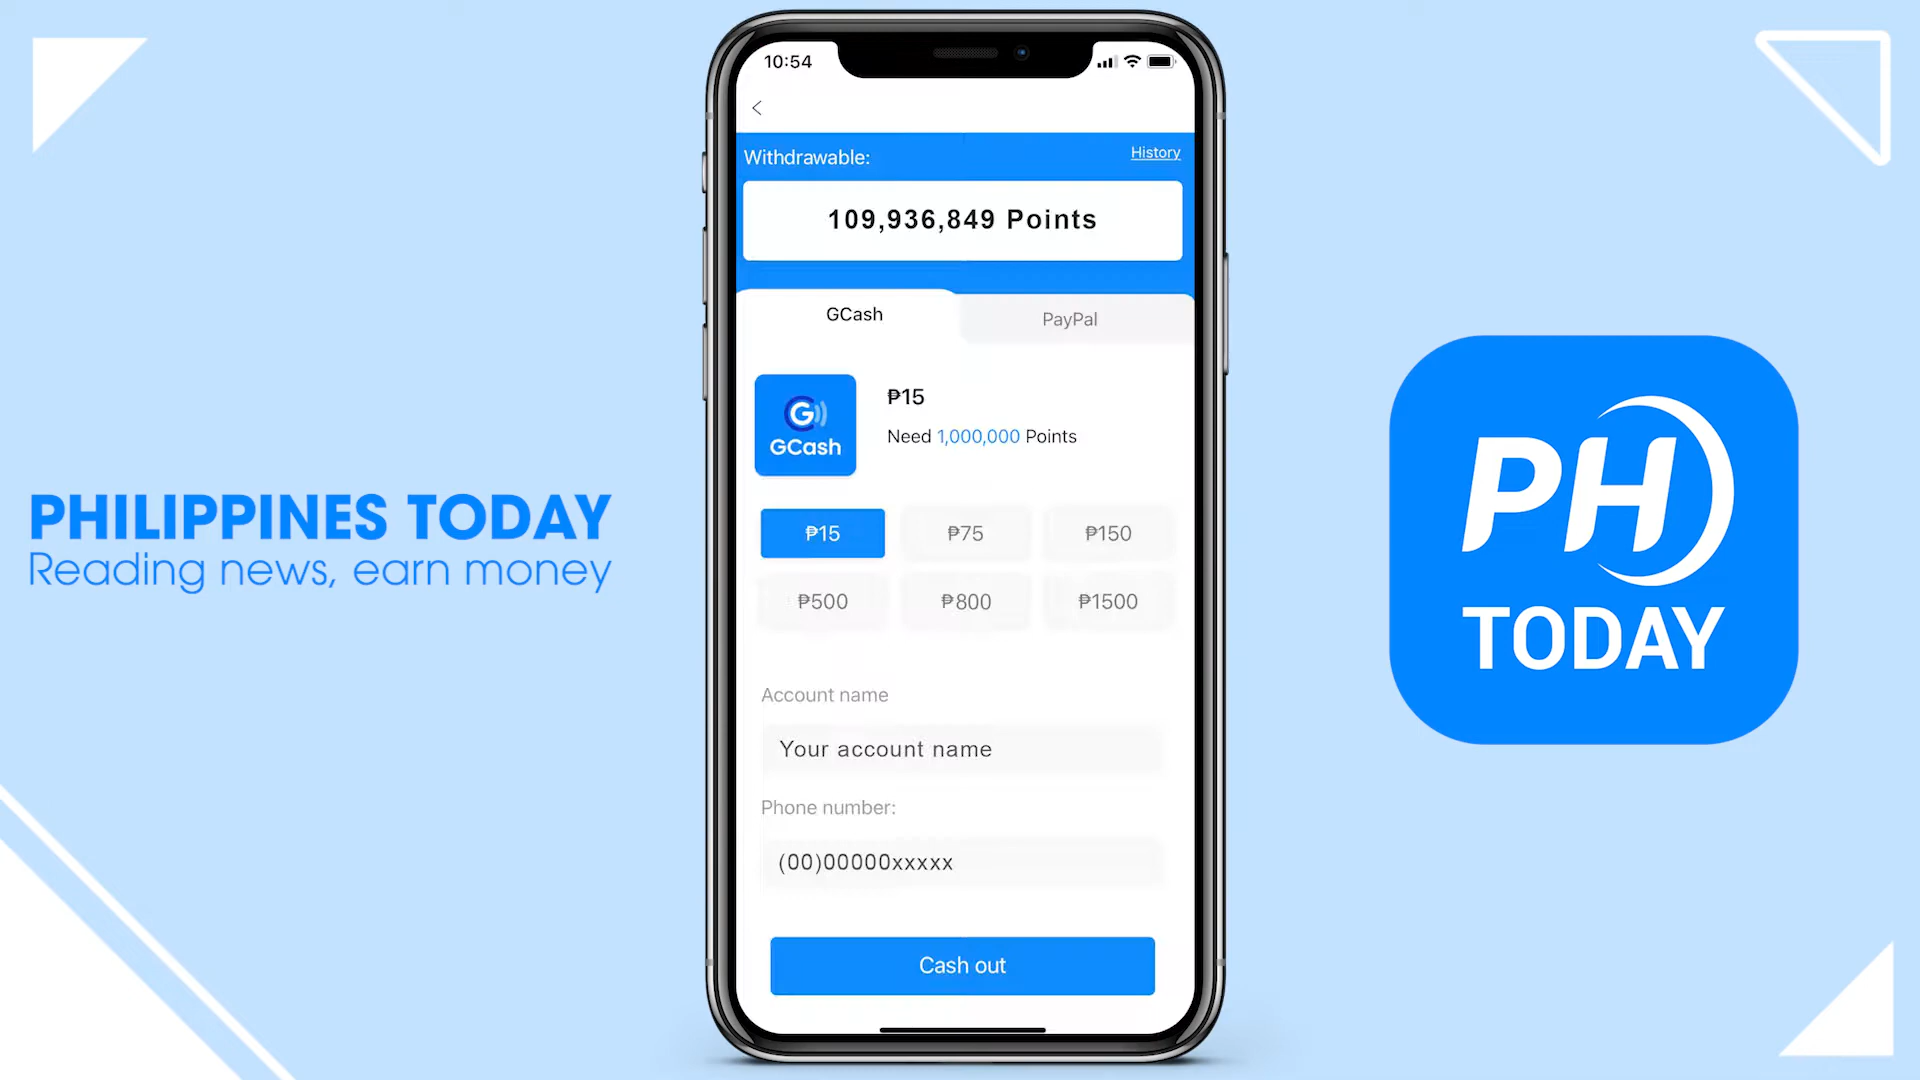 PHILIPPINES TODAY
Reading news, earn money
10:54
Withdrawable:
History
109,936,849 Points
GCash
PayPal
G
GCash
₱15
Need 1,000,000 Points
₱15
₱75
₱150
₱500
₱800
₱1500
Account name
Your account name
Phone number:
(00)00000xxxxx
Cash out
PH
TODAY